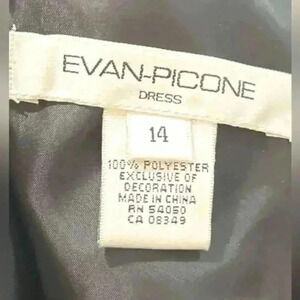 EVAN-PICONE
DRESS
14
100% POLYESTER
EXCLUSIVE OF
DECORATION
MADE IN CHINA
RN 54050
CA 08349